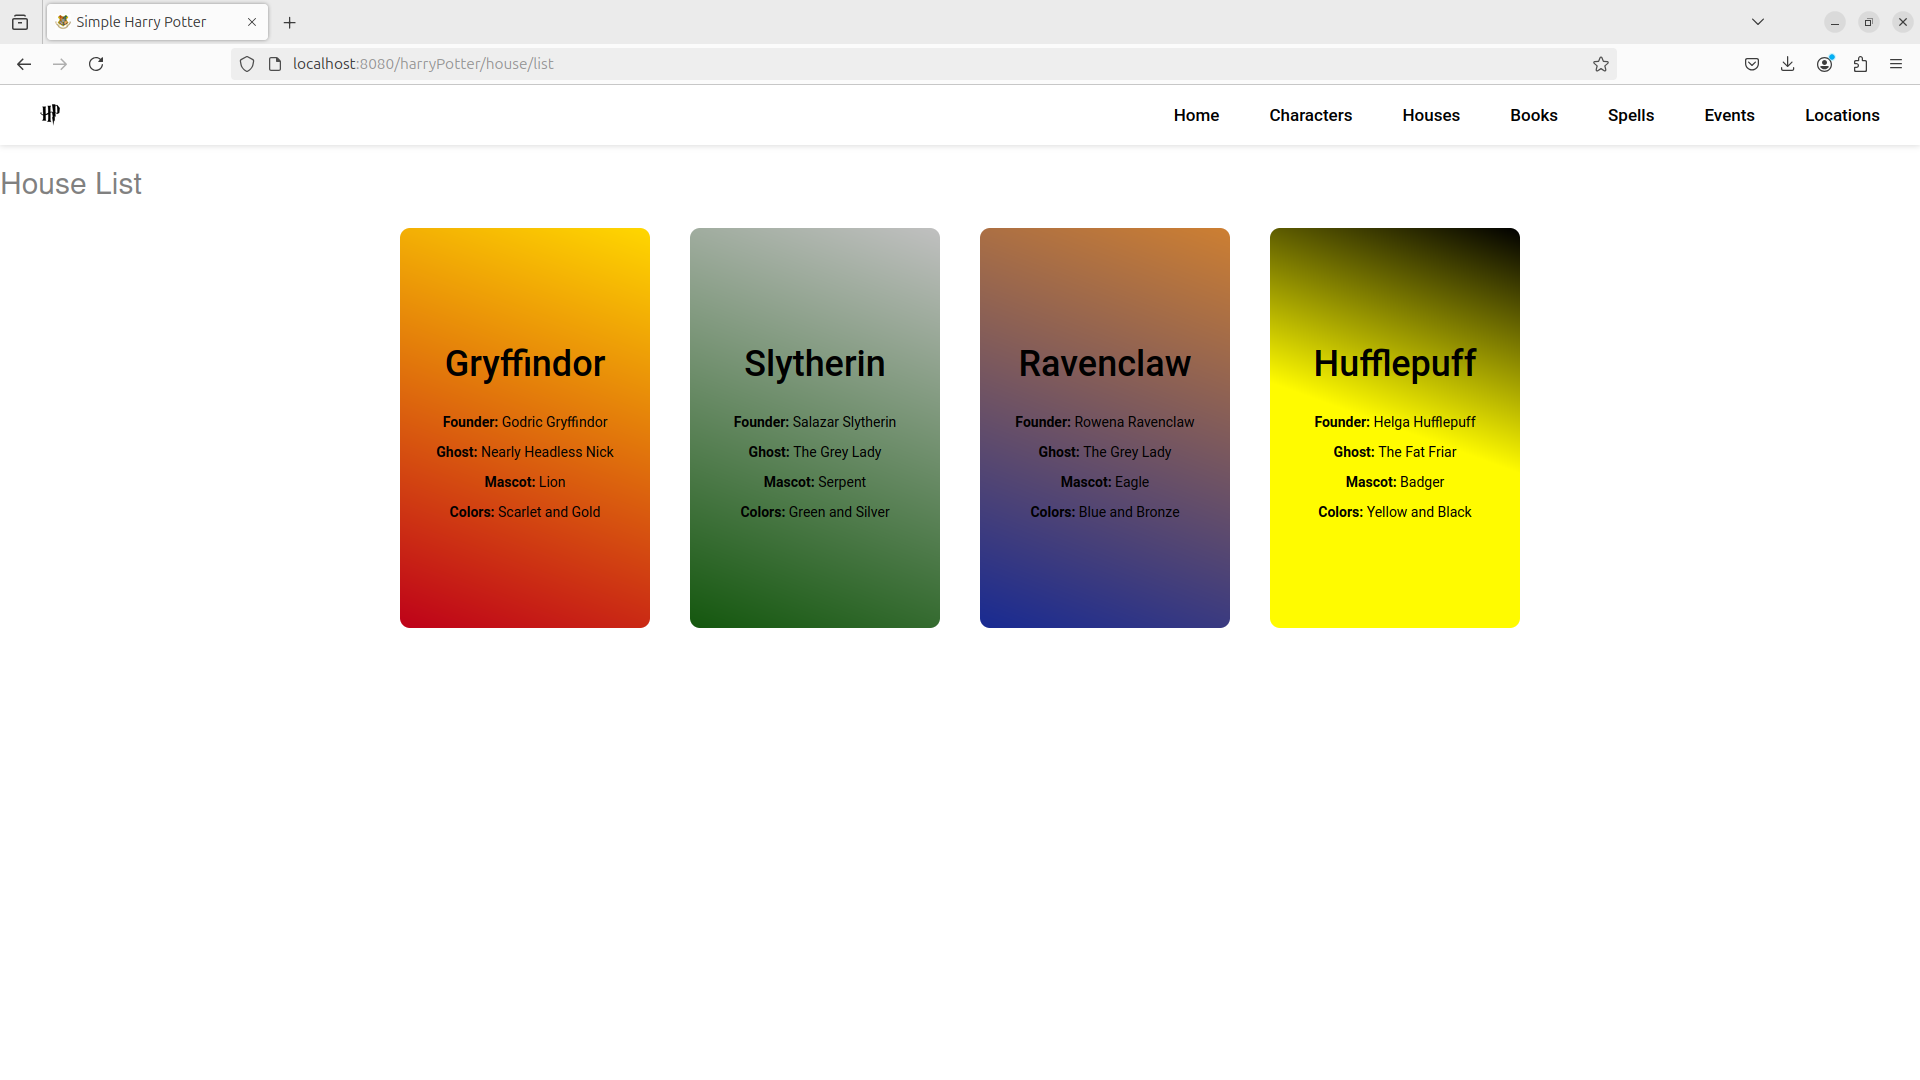 Simple Harry Potter
localhost:8080/harryPotter/house/list
HP
Home Characters Houses Books Spells Events Locations
House List
Gryffindor
Founder: Godric Gryffindor
Ghost: Nearly Headless Nick
Mascot: Lion
Colors: Scarlet and Gold
Slytherin
Founder: Salazar Slytherin
Ghost: The Grey Lady
Mascot: Serpent
Colors: Green and Silver
Ravenclaw
Founder: Rowena Ravenclaw
Ghost: The Grey Lady
Mascot: Eagle
Colors: Blue and Bronze
Hufflepuff
Founder: Helga Hufflepuff
Ghost: The Fat Friar
Mascot: Badger
Colors: Yellow and Black